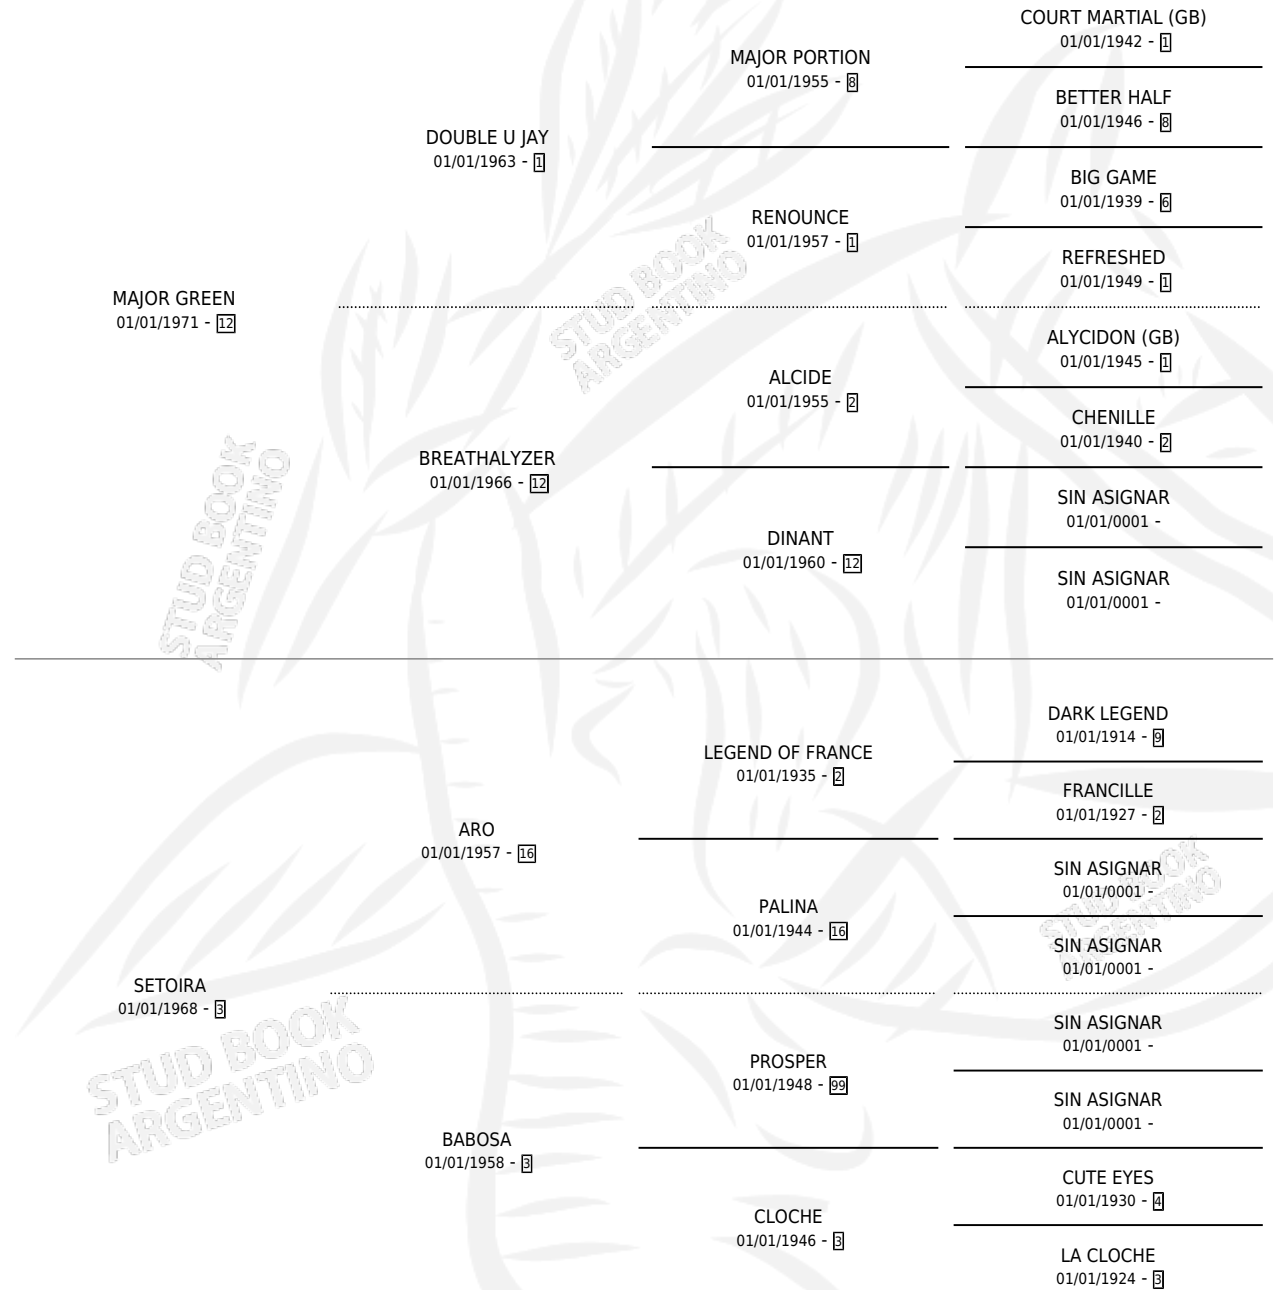 COURT MARTIAL (GB)
01/01/1942 - 1
MAJOR PORTION
01/01/1955 - 8
BETTER HALF
01/01/1946 - 8
DOUBLE U JAY
01/01/1963 - 1
BIG GAME
01/01/1939 - 6
RENOUNCE
01/01/1957 - 1
REFRESHED
01/01/1949 - 1
MAJOR GREEN
01/01/1971 - 12
ALYCIDON (GB)
01/01/1945 - 1
ALCIDE
01/01/1955 - 2
CHENILLE
01/01/1940 - 2
BREATHALYZER
01/01/1966 - 12
SIN ASIGNAR
01/01/0001 -
DINANT
01/01/1960 - 12
SIN ASIGNAR
01/01/0001 -
STUD BOOK
ARGENTINO
STUD BOOK
ARGENTINO
DARK LEGEND
01/01/1914 - 9
LEGEND OF FRANCE
01/01/1935 - 2
FRANCILLE
01/01/1927 - 2
ARO
01/01/1957 - 16
SIN ASIGNAR
01/01/0001 -
PALINA
01/01/1944 - 16
SIN ASIGNAR
01/01/0001 -
SETOIRA
01/01/1968 - 3
SIN ASIGNAR
01/01/0001 -
PROSPER
01/01/1948 - 99
SIN ASIGNAR
01/01/0001 -
BABOSA
01/01/1958 - 3
CUTE EYES
01/01/1930 - 4
CLOCHE
01/01/1946 - 3
LA CLOCHE
01/01/1924 - 3
STUD BOOK
ARGENTINO
STUD BOOK
ARGENTINO